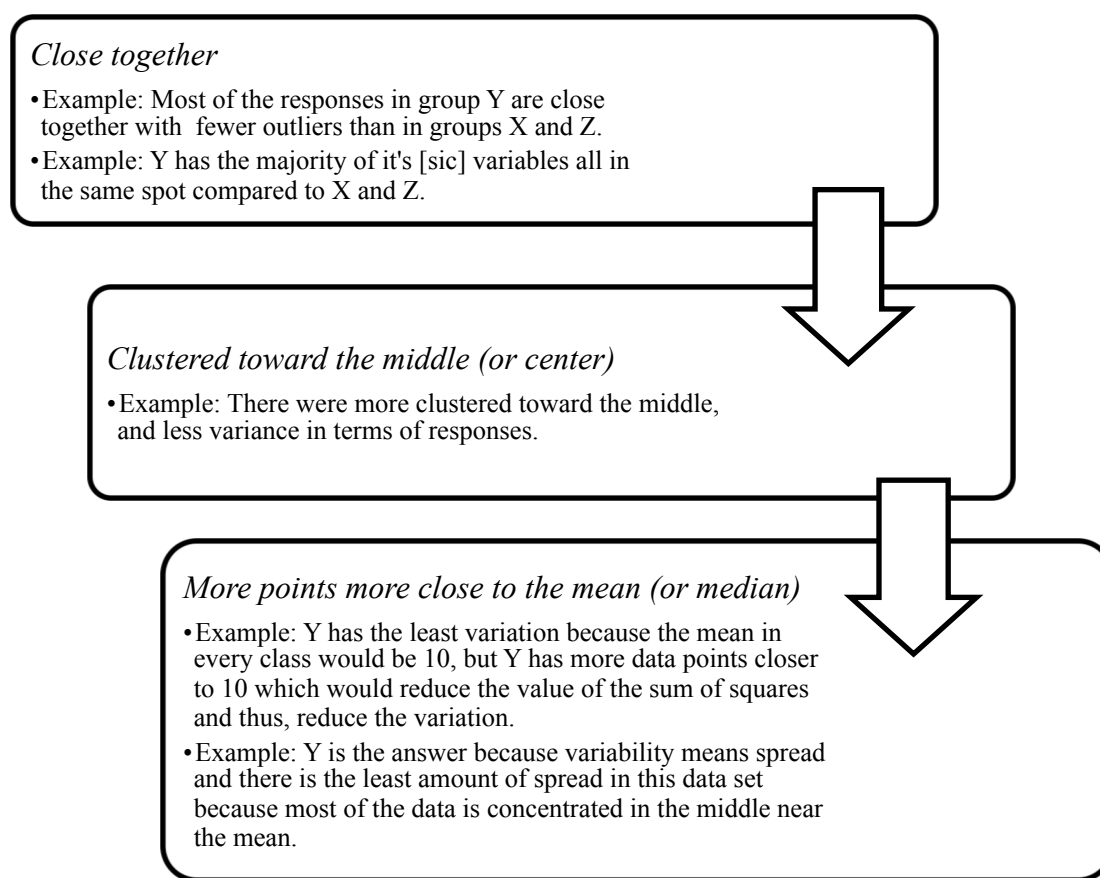 Close together
•Example: Most of the responses in group Y are close
together with fewer outliers than in groups X and Z.
•Example: Y has the majority of it's [sic] variables all in
the same spot compared to X and Z.
Clustered toward the middle (or center)
•Example: There were more clustered toward the middle,
and less variance in terms of responses.
More points more close to the mean (or median)
•Example: Y has the least variation because the mean in
every class would be 10, but Y has more data points closer
to 10 which would reduce the value of the sum of squares
and thus, reduce the variation.
•Example: Y is the answer because variability means spread
and there is the least amount of spread in this data set
because most of the data is concentrated in the middle near
the mean.